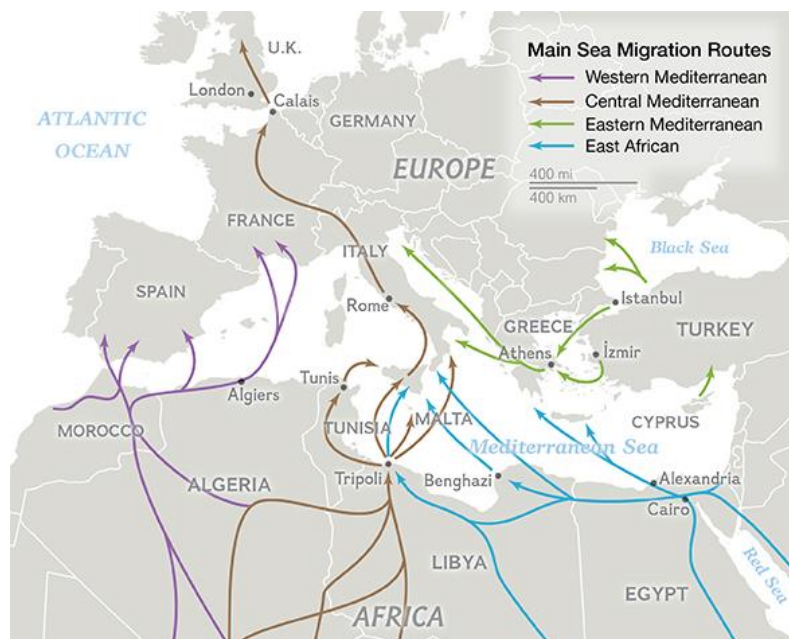 Main Sea Migration Routes
Western Mediterranean
Central Mediterranean
Eastern Mediterranean
East African
400 mi
400 km
U.K.
London
Calais
ATLANTIC
OCEAN
GERMANY
EUROPE
FRANCE
ITALY
Black Sea
SPAIN
Rome
Istanbul
GREECE
TURKEY
Athens
İzmir
Tunis
Algiers
CYPRUS
MOROCCO
TUNISIA
MALTA
Mediterranean Sea
ALGERIA
Tripoli
Benghazi
Alexandria
Cairo
LIBYA
Red Sea
EGYPT
AFRICA